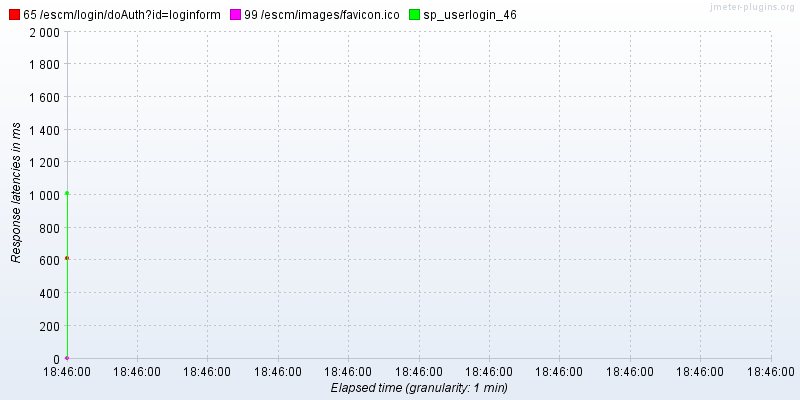 65 /escm/login/doAuth?id=loginform 99 /escm/images/favicon.ico sp_userlogin_46
jmeter-plugins.org
2 000
1 800
1 600
1 400
1 200
1 000
800
600
400
200
0
Response latencies in ms
18:46:00 18:46:00 18:46:00 18:46:00 18:46:00 18:46:00 18:46:00 18:46:00 18:46:00 18:46:00 18:46:00
Elapsed time (granularity: 1 min)